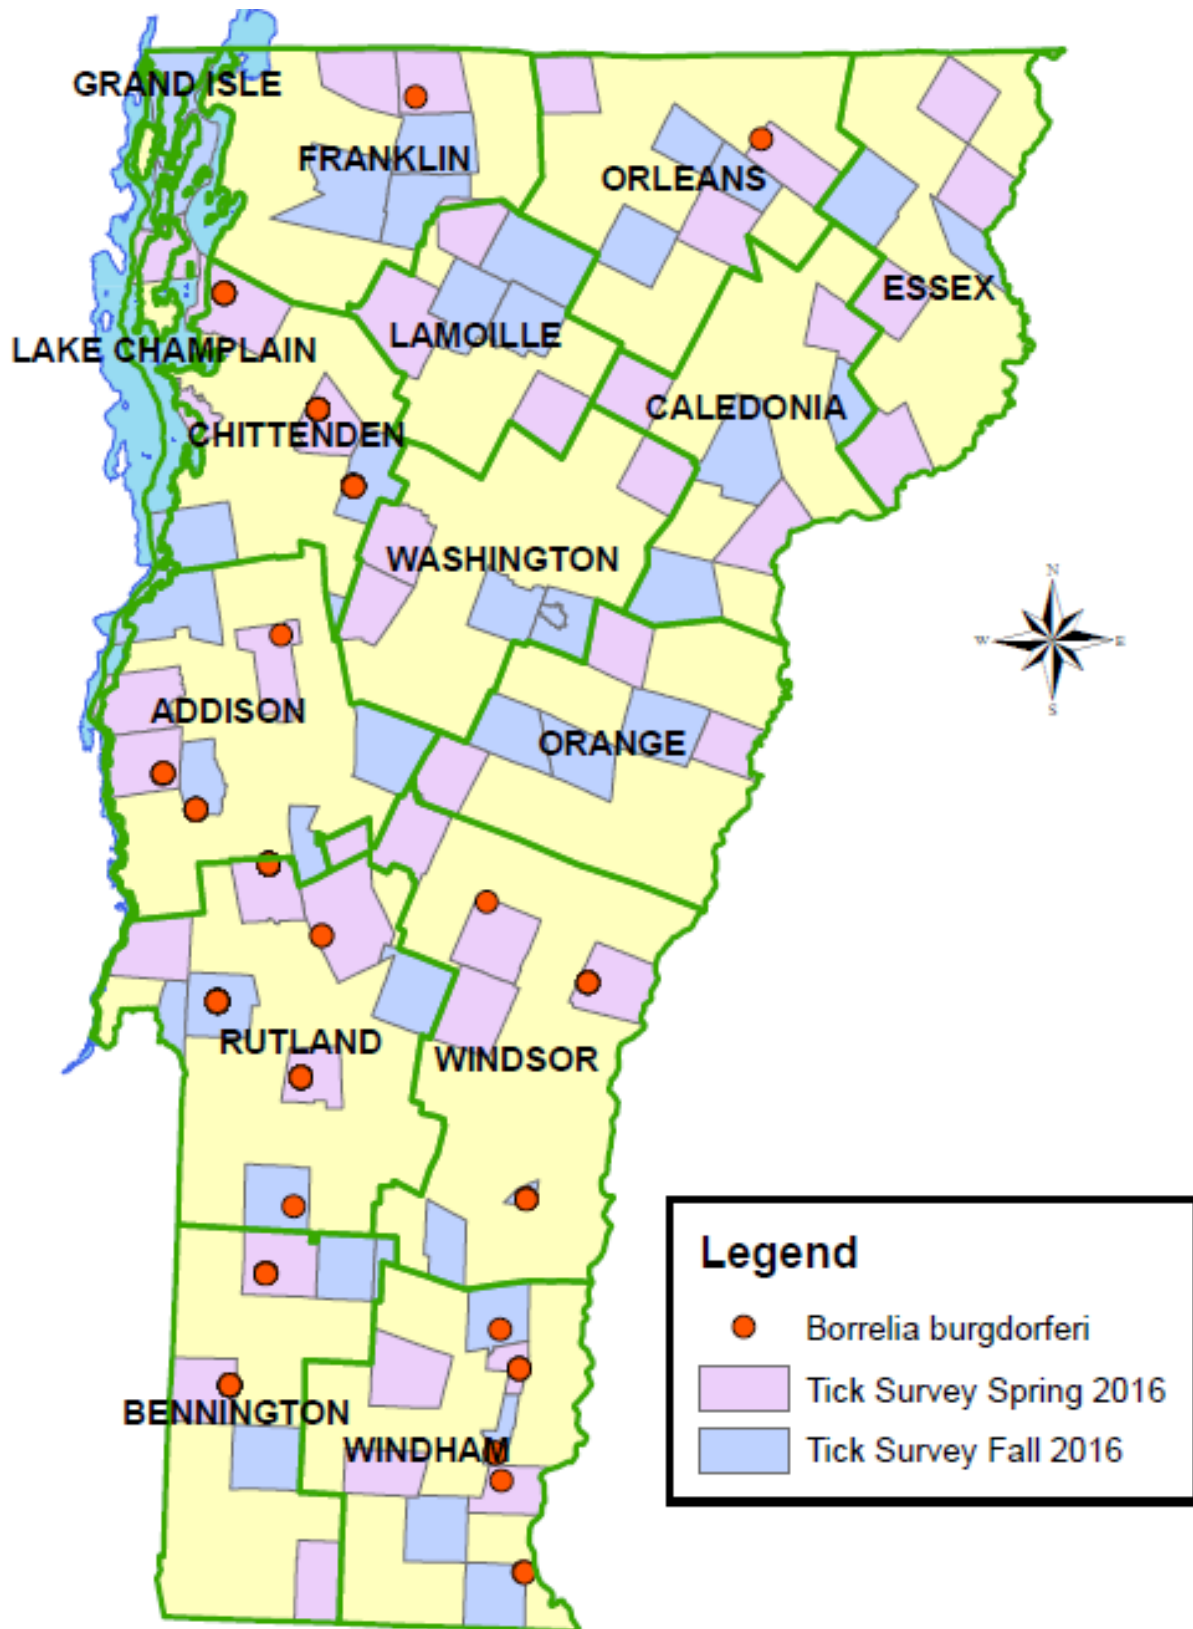 GRAND ISLE
FRANKLIN
ORLEANS
ESSEX
LAMOILLE
LAKE CHAMPLAIN
CALEDONIA
CHITTENDEN
WASHINGTON
N
W
E
S
ADDISON
ORANGE
RUTLAND
WINDSOR
BENNINGTON
WINDHAM
Legend
Borrelia burgdorferi
Tick Survey Spring 2016
Tick Survey Fall 2016